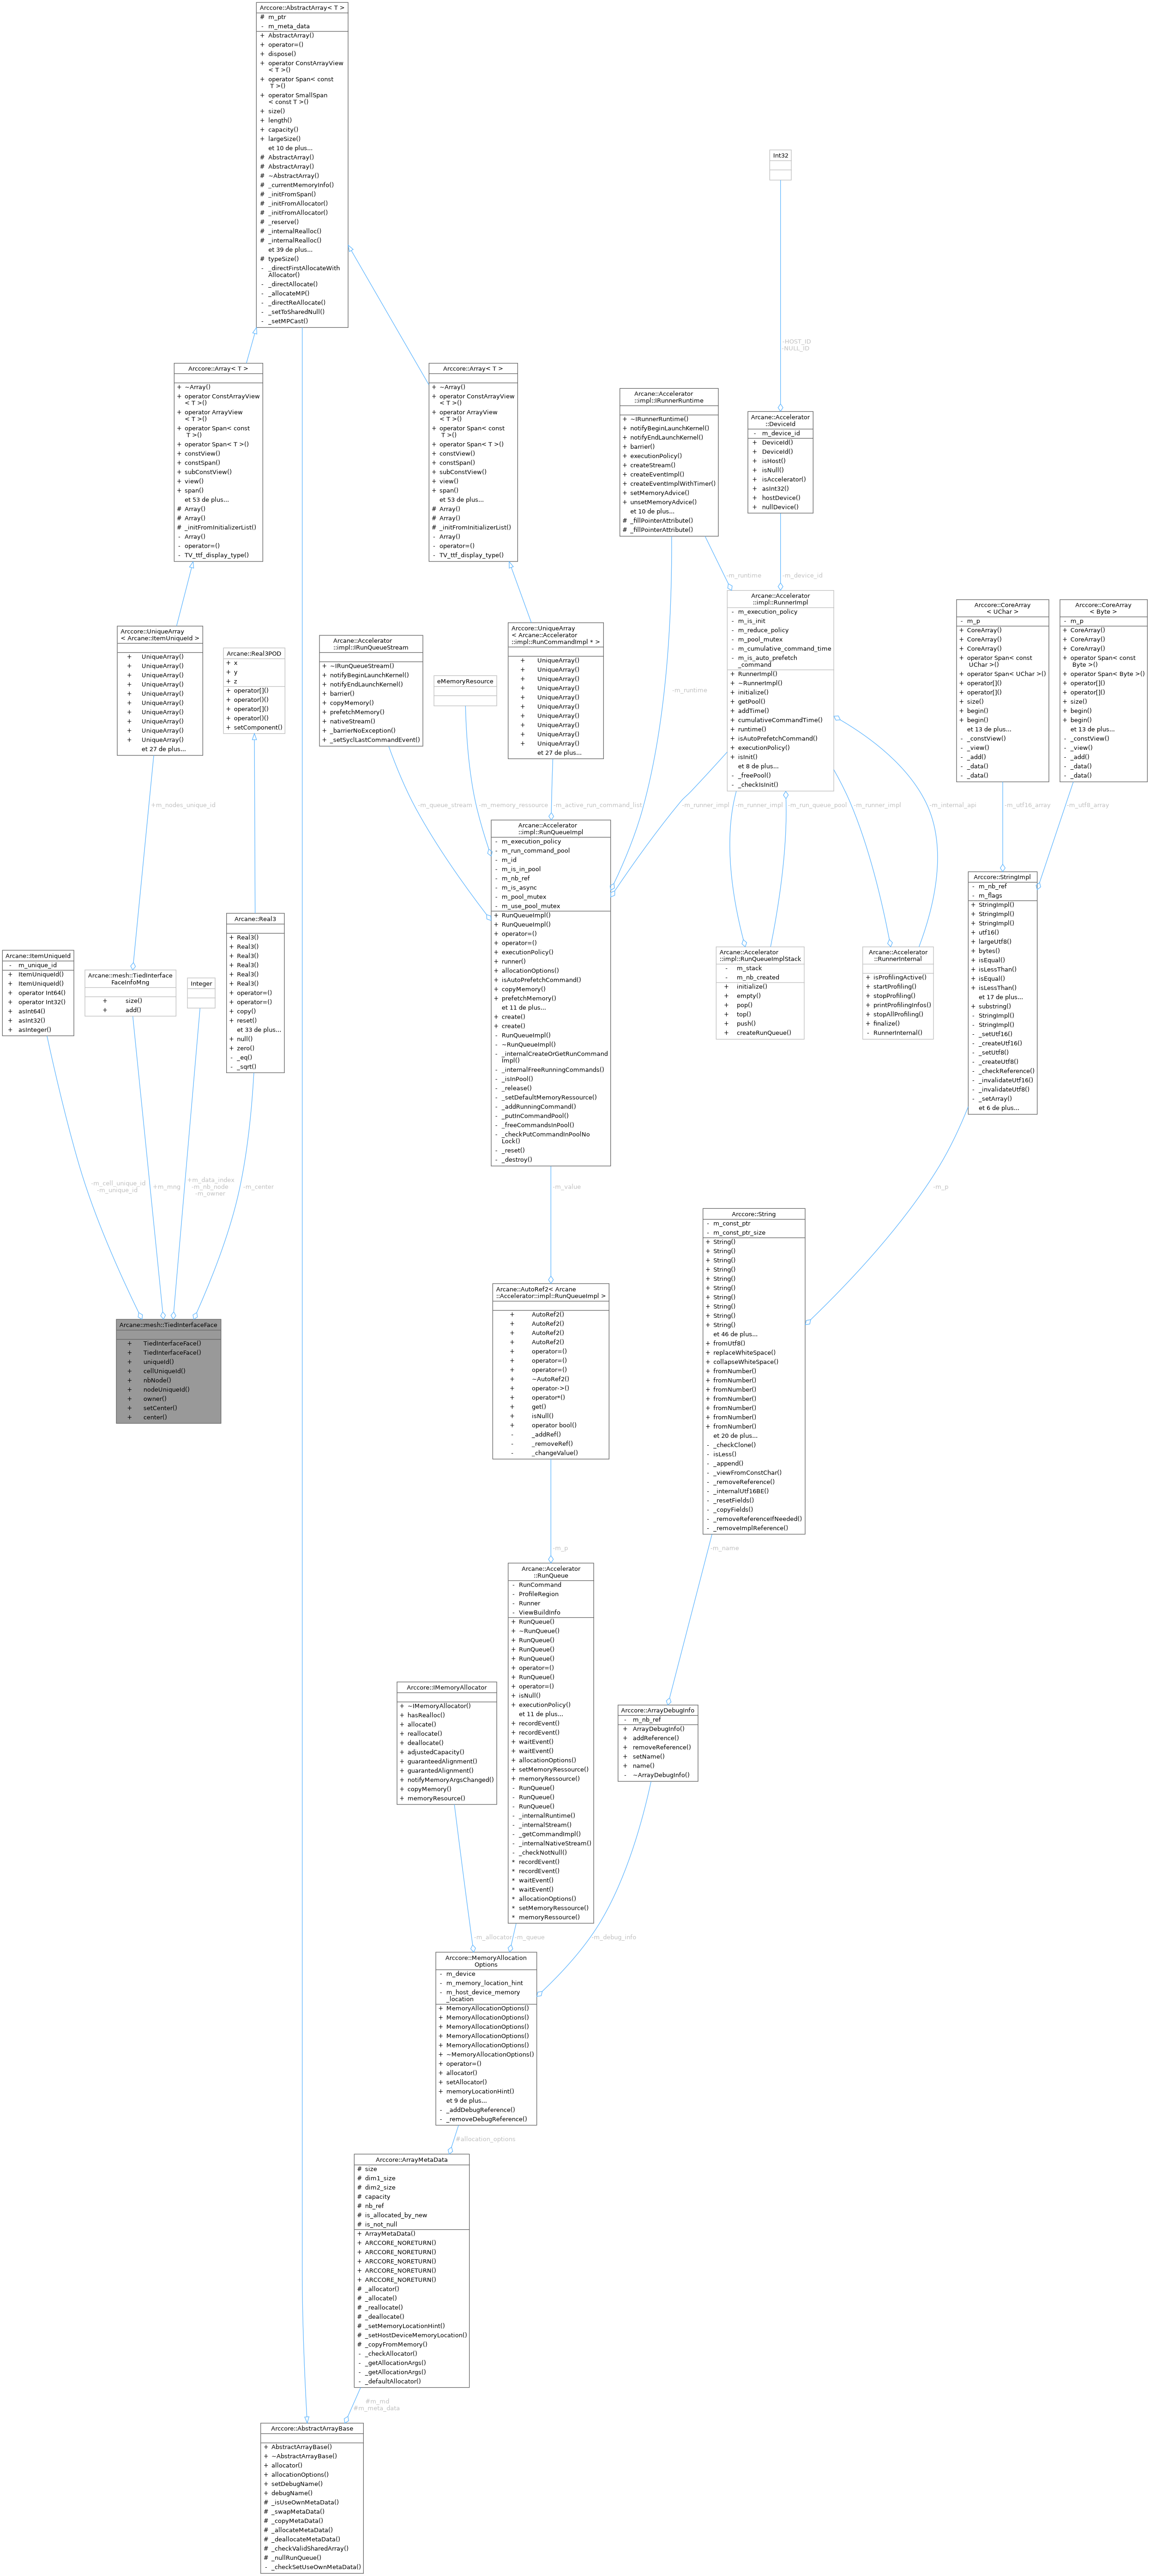 Arccore::AbstractArray< T >
# m_ptr
- m_meta_data
+ AbstractArray()
+ operator=()
+ dispose()
+ operator ConstArrayView
< T >()
+ operator Span< const
T >()
+ operator SmallSpan
< const T >()
+ size()
+ length()
+ capacity()
+ largeSize()
et 10 de plus...
# AbstractArray()
# AbstractArray()
# ~AbstractArray()
# _currentMemoryInfo()
# _initFromSpan()
# _initFromAllocator()
# _initFromAllocator()
# _reserve()
# _internalRealloc()
# _internalRealloc()
et 39 de plus...
# typeSize()
- _directFirstAllocateWith
Allocator()
- _directAllocate()
- _allocateMP()
- _directReAllocate()
- _setToSharedNull()
- _setMPCast()
Int32
-HOST_ID
-NULL_ID
Arccore::Array< T >
+ ~Array()
+ operator ConstArrayView
< T >()
+ operator ArrayView
< T >()
+ operator Span< const
T >()
+ operator Span< T >()
+ constView()
+ constSpan()
+ subConstView()
+ view()
+ span()
et 53 de plus...
# Array()
# Array()
# _initFromInitializerList()
- Array()
- operator=()
- TV_ttf_display_type()
Arccore::Array< T >
+ ~Array()
+ operator ConstArrayView
< T >()
+ operator ArrayView
< T >()
+ operator Span< const
T >()
+ operator Span< T >()
+ constView()
+ constSpan()
+ subConstView()
+ view()
+ span()
et 53 de plus...
# Array()
# Array()
# _initFromInitializerList()
- Array()
- operator=()
- TV_ttf_display_type()
Arcane::Accelerator
::impl::IRunnerRuntime
+ ~IRunnerRuntime()
+ notifyBeginLaunchKernel()
+ notifyEndLaunchKernel()
+ barrier()
+ executionPolicy()
+ createStream()
+ createEventImpl()
+ createEventImplWithTimer()
+ setMemoryAdvice()
+ unsetMemoryAdvice()
et 10 de plus...
# _fillPointerAttribute()
# _fillPointerAttribute()
Arcane::Accelerator
::DeviceId
- m_device_id
+ DeviceId()
+ DeviceId()
+ isHost()
+ isNull()
+ isAccelerator()
+ asInt32()
+ hostDevice()
+ nullDevice()
-m_runtime
-m_device_id
Arccore::UniqueArray
< Arcane::ItemUniqueId >
+ UniqueArray()
+ UniqueArray()
+ UniqueArray()
+ UniqueArray()
+ UniqueArray()
+ UniqueArray()
+ UniqueArray()
+ UniqueArray()
+ UniqueArray()
+ UniqueArray()
et 27 de plus...
Arcane::Real3POD
+ x
+ y
+ z
+ operator[]()
+ operator()()
+ operator[]()
+ operator()()
+ setComponent()
Arcane::Accelerator
::impl::IRunQueueStream
+ ~IRunQueueStream()
+ notifyBeginLaunchKernel()
+ notifyEndLaunchKernel()
+ barrier()
+ copyMemory()
+ prefetchMemory()
+ nativeStream()
+ _barrierNoException()
+ _setSyclLastCommandEvent()
eMemoryResource
Arccore::UniqueArray
< Arcane::Accelerator
::impl::RunCommandImpl * >
+ UniqueArray()
+ UniqueArray()
+ UniqueArray()
+ UniqueArray()
+ UniqueArray()
+ UniqueArray()
+ UniqueArray()
+ UniqueArray()
+ UniqueArray()
+ UniqueArray()
et 27 de plus...
-m_runtime
Arcane::Accelerator
::impl::RunnerImpl
- m_execution_policy
- m_is_init
- m_reduce_policy
- m_pool_mutex
- m_cumulative_command_time
- m_is_auto_prefetch
_command
+ RunnerImpl()
+ ~RunnerImpl()
+ initialize()
+ getPool()
+ addTime()
+ cumulativeCommandTime()
+ runtime()
+ isAutoPrefetchCommand()
+ executionPolicy()
+ isInit()
et 8 de plus...
- _freePool()
- _checkIsInit()
Arccore::CoreArray
< UChar >
- m_p
+ CoreArray()
+ CoreArray()
+ CoreArray()
+ operator Span< const
UChar >()
+ operator Span< UChar >()
+ operator[]()
+ operator[]()
+ size()
+ begin()
+ begin()
et 13 de plus...
- _constView()
- _view()
- _add()
- _data()
- _data()
Arccore::CoreArray
< Byte >
- m_p
+ CoreArray()
+ CoreArray()
+ CoreArray()
+ operator Span< const
Byte >()
+ operator Span< Byte >()
+ operator[]()
+ operator[]()
+ size()
+ begin()
+ begin()
et 13 de plus...
- _constView()
- _view()
- _add()
- _data()
- _data()
+m_nodes_unique_id
-m_queue_stream
-m_memory_ressource
-m_active_run_command_list
-m_runner_impl
-m_runner_impl
-m_run_queue_pool
-m_runner_impl
-m_internal_api
-m_utf16_array
-m_utf8_array
Arcane::Accelerator
::impl::RunQueueImpl
- m_execution_policy
- m_run_command_pool
- m_id
- m_is_in_pool
- m_nb_ref
- m_is_async
- m_pool_mutex
- m_use_pool_mutex
+ RunQueueImpl()
+ RunQueueImpl()
+ operator=()
+ operator=()
+ executionPolicy()
+ runner()
+ allocationOptions()
+ isAutoPrefetchCommand()
+ copyMemory()
+ prefetchMemory()
et 11 de plus...
+ create()
+ create()
- RunQueueImpl()
- ~RunQueueImpl()
- _internalCreateOrGetRunCommand
Impl()
- _internalFreeRunningCommands()
- _isInPool()
- _release()
- _setDefaultMemoryRessource()
- _addRunningCommand()
- _putInCommandPool()
- _freeCommandsInPool()
- _checkPutCommandInPoolNo
Lock()
- _reset()
- _destroy()
Arccore::StringImpl
- m_nb_ref
- m_flags
+ StringImpl()
+ StringImpl()
+ StringImpl()
+ utf16()
+ largeUtf8()
+ bytes()
+ isEqual()
+ isLessThan()
+ isEqual()
+ isLessThan()
et 17 de plus...
+ substring()
- StringImpl()
- StringImpl()
- _setUtf16()
- _createUtf16()
- _setUtf8()
- _createUtf8()
- _checkReference()
- _invalidateUtf16()
- _invalidateUtf8()
- _setArray()
et 6 de plus...
Arcane::ItemUniqueId
- m_unique_id
+ ItemUniqueId()
+ ItemUniqueId()
+ operator Int64()
+ operator Int32()
+ asInt64()
+ asInt32()
+ asInteger()
Arcane::mesh::TiedInterface
FaceInfoMng
+ size()
+ add()
Integer
Arcane::Real3
+ Real3()
+ Real3()
+ Real3()
+ Real3()
+ Real3()
+ Real3()
+ operator=()
+ operator=()
+ copy()
+ reset()
et 33 de plus...
+ null()
+ zero()
- _eq()
- _sqrt()
Arcane::Accelerator
::impl::RunQueueImplStack
- m_stack
- m_nb_created
+ initialize()
+ empty()
+ pop()
+ top()
+ push()
+ createRunQueue()
Arcane::Accelerator
::RunnerInternal
+ isProfilingActive()
+ startProfiling()
+ stopProfiling()
+ printProfilingInfos()
+ stopAllProfiling()
+ finalize()
- RunnerInternal()
-m_cell_unique_id
-m_unique_id
+m_mng
+m_data_index
-m_nb_node
-m_owner
-m_center
-m_value
-m_p
Arcane::mesh::TiedInterfaceFace
+ TiedInterfaceFace()
+ TiedInterfaceFace()
+ uniqueId()
+ cellUniqueId()
+ nbNode()
+ nodeUniqueId()
+ owner()
+ setCenter()
+ center()
Arcane::AutoRef2< Arcane
::Accelerator::impl::RunQueueImpl >
+ AutoRef2()
+ AutoRef2()
+ AutoRef2()
+ AutoRef2()
+ operator=()
+ operator=()
+ operator=()
+ ~AutoRef2()
+ operator->()
+ operator*()
+ get()
+ isNull()
+ operator bool()
- _addRef()
- _removeRef()
- _changeValue()
Arccore::String
- m_const_ptr
- m_const_ptr_size
+ String()
+ String()
+ String()
+ String()
+ String()
+ String()
+ String()
+ String()
+ String()
+ String()
et 46 de plus...
+ fromUtf8()
+ replaceWhiteSpace()
+ collapseWhiteSpace()
+ fromNumber()
+ fromNumber()
+ fromNumber()
+ fromNumber()
+ fromNumber()
+ fromNumber()
+ fromNumber()
et 20 de plus...
- _checkClone()
- isLess()
- _append()
- _viewFromConstChar()
- _removeReference()
- _internalUtf16BE()
- _resetFields()
- _copyFields()
- _removeReferenceIfNeeded()
- _removeImplReference()
-m_p
-m_name
Arcane::Accelerator
::RunQueue
- RunCommand
- ProfileRegion
- Runner
- ViewBuildInfo
+ RunQueue()
+ ~RunQueue()
+ RunQueue()
+ RunQueue()
+ RunQueue()
+ operator=()
+ RunQueue()
+ operator=()
+ isNull()
+ executionPolicy()
et 11 de plus...
+ recordEvent()
+ recordEvent()
+ waitEvent()
+ waitEvent()
+ allocationOptions()
+ setMemoryRessource()
+ memoryRessource()
- RunQueue()
- RunQueue()
- RunQueue()
- _internalRuntime()
- _internalStream()
- _getCommandImpl()
- _internalNativeStream()
- _checkNotNull()
* recordEvent()
* recordEvent()
* waitEvent()
* waitEvent()
* allocationOptions()
* setMemoryRessource()
* memoryRessource()
Arccore::IMemoryAllocator
+ ~IMemoryAllocator()
+ hasRealloc()
+ allocate()
+ reallocate()
+ deallocate()
+ adjustedCapacity()
+ guaranteedAlignment()
+ guarantedAlignment()
+ notifyMemoryArgsChanged()
+ copyMemory()
+ memoryResource()
Arccore::ArrayDebugInfo
- m_nb_ref
+ ArrayDebugInfo()
+ addReference()
+ removeReference()
+ setName()
+ name()
- ~ArrayDebugInfo()
-m_allocator
-m_queue
-m_debug_info
Arccore::MemoryAllocation
Options
- m_device
- m_memory_location_hint
- m_host_device_memory
_location
+ MemoryAllocationOptions()
+ MemoryAllocationOptions()
+ MemoryAllocationOptions()
+ MemoryAllocationOptions()
+ MemoryAllocationOptions()
+ ~MemoryAllocationOptions()
+ operator=()
+ allocator()
+ setAllocator()
+ memoryLocationHint()
et 9 de plus...
- _addDebugReference()
- _removeDebugReference()
#allocation_options
Arccore::ArrayMetaData
# size
# dim1_size
# dim2_size
# capacity
# nb_ref
# is_allocated_by_new
# is_not_null
+ ArrayMetaData()
+ ARCCORE_NORETURN()
+ ARCCORE_NORETURN()
+ ARCCORE_NORETURN()
+ ARCCORE_NORETURN()
+ ARCCORE_NORETURN()
# _allocator()
# _allocate()
# _reallocate()
# _deallocate()
# _setMemoryLocationHint()
# _setHostDeviceMemoryLocation()
# _copyFromMemory()
- _checkAllocator()
- _getAllocationArgs()
- _getAllocationArgs()
- _defaultAllocator()
#m_md
#m_meta_data
Arccore::AbstractArrayBase
+ AbstractArrayBase()
+ ~AbstractArrayBase()
+ allocator()
+ allocationOptions()
+ setDebugName()
+ debugName()
# _isUseOwnMetaData()
# _swapMetaData()
# _copyMetaData()
# _allocateMetaData()
# _deallocateMetaData()
# _checkValidSharedArray()
# _nullRunQueue()
- _checkSetUseOwnMetaData()